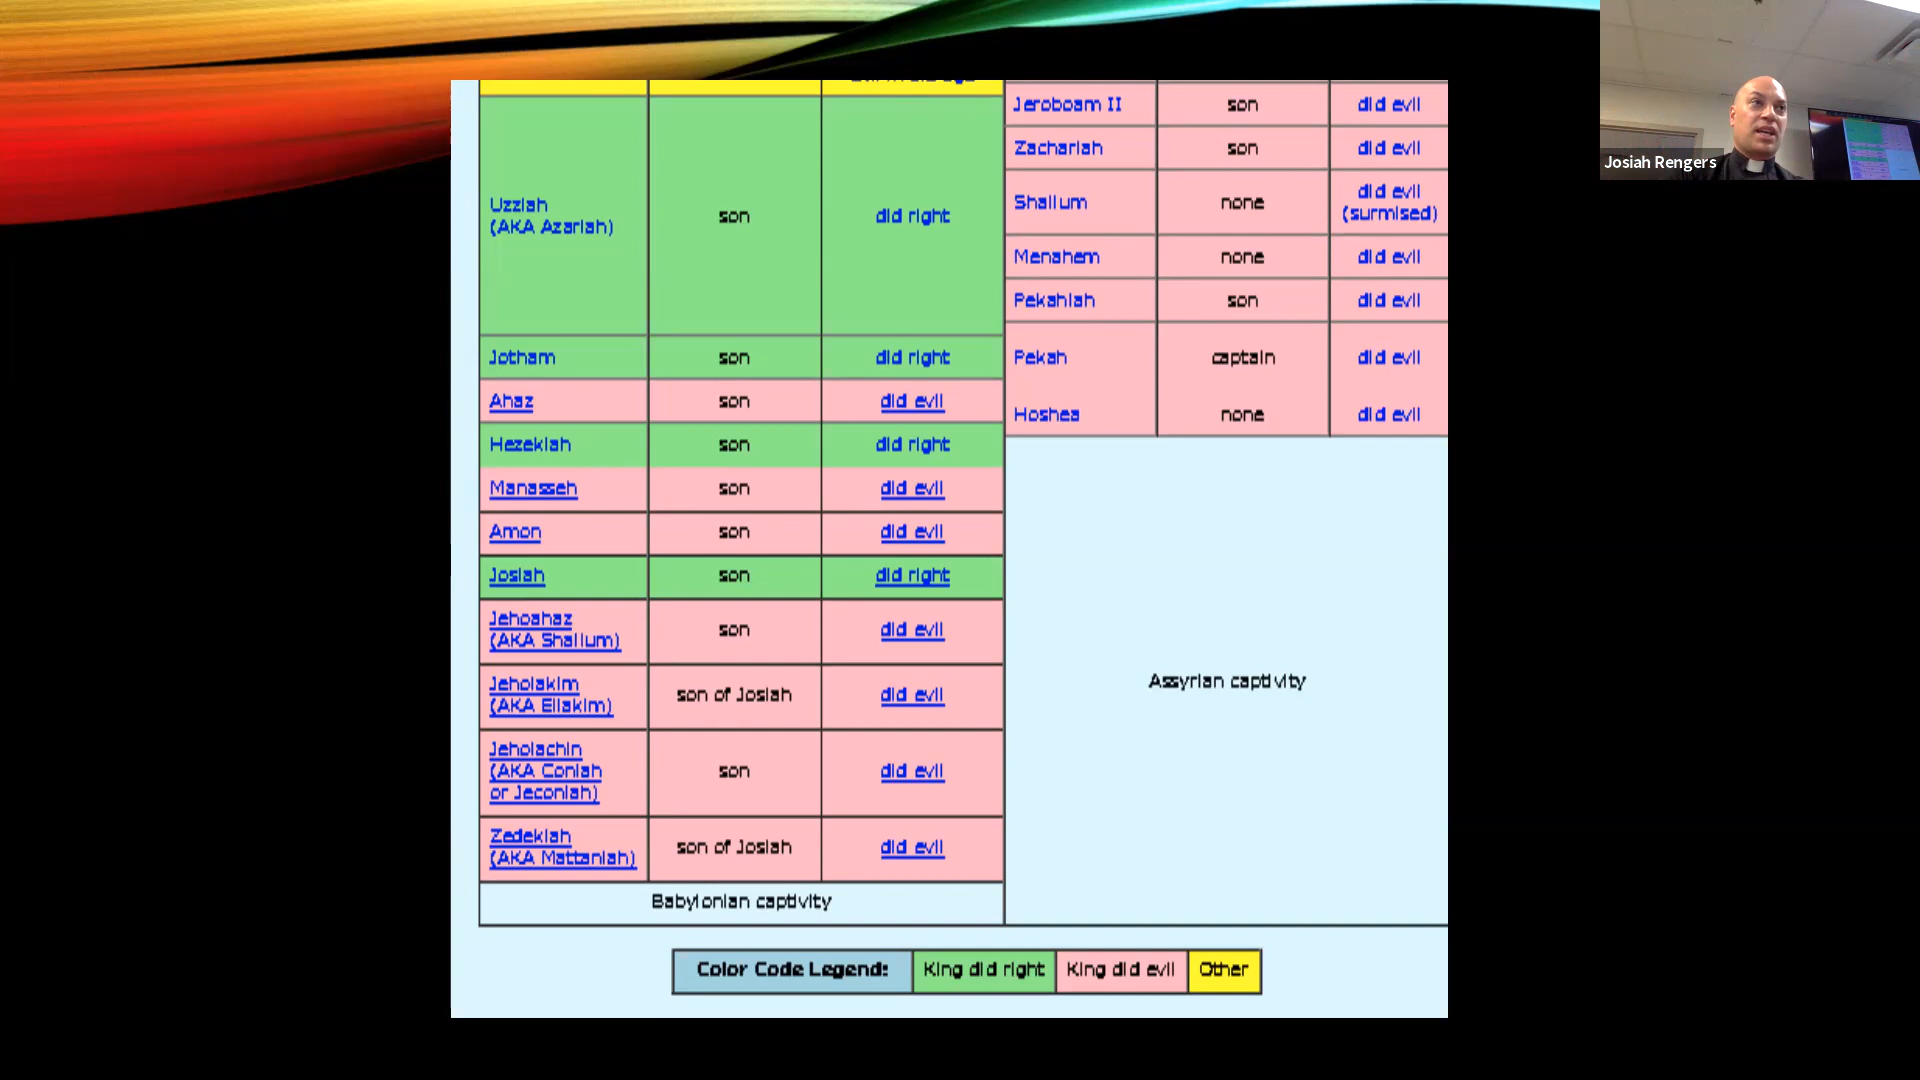 Uzziah
(AKA Azariah)
son
did right
Jotham
son
did right
Ahaz
son
did evil
Hezekiah
son
did right
Manasseh
son
did evil
Amon
son
did evil
Josiah
son
did right
Jehoahaz
(AKA Shallum)
son
did evil
Jehoiakim
(AKA Eliakim)
son of Josiah
did evil
Jehoiachin
(AKA Coniah
or Jeconiah)
son
did evil
Zedekiah
(AKA Mattaniah)
son of Josiah
did evil
Babylonian captivity
Jeroboam II
son
did evil
Zachariah
son
did evil
Shallum
none
did evil
(surmised)
Menahem
none
did evil
Pekahiah
son
did evil
Pekah
captain
did evil
Hoshea
none
did evil
Assyrian captivity
Color Code Legend:
King did right
King did evil
Other
Josiah Rengers